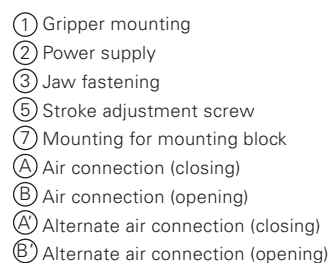 ① Gripper mounting
② Power supply
③ Jaw fastening
⑤ Stroke adjustment screw
⑦ Mounting for mounting block
Ⓐ Air connection (closing)
Ⓑ Air connection (opening)
A' Alternate air connection (closing)
B' Alternate air connection (opening)